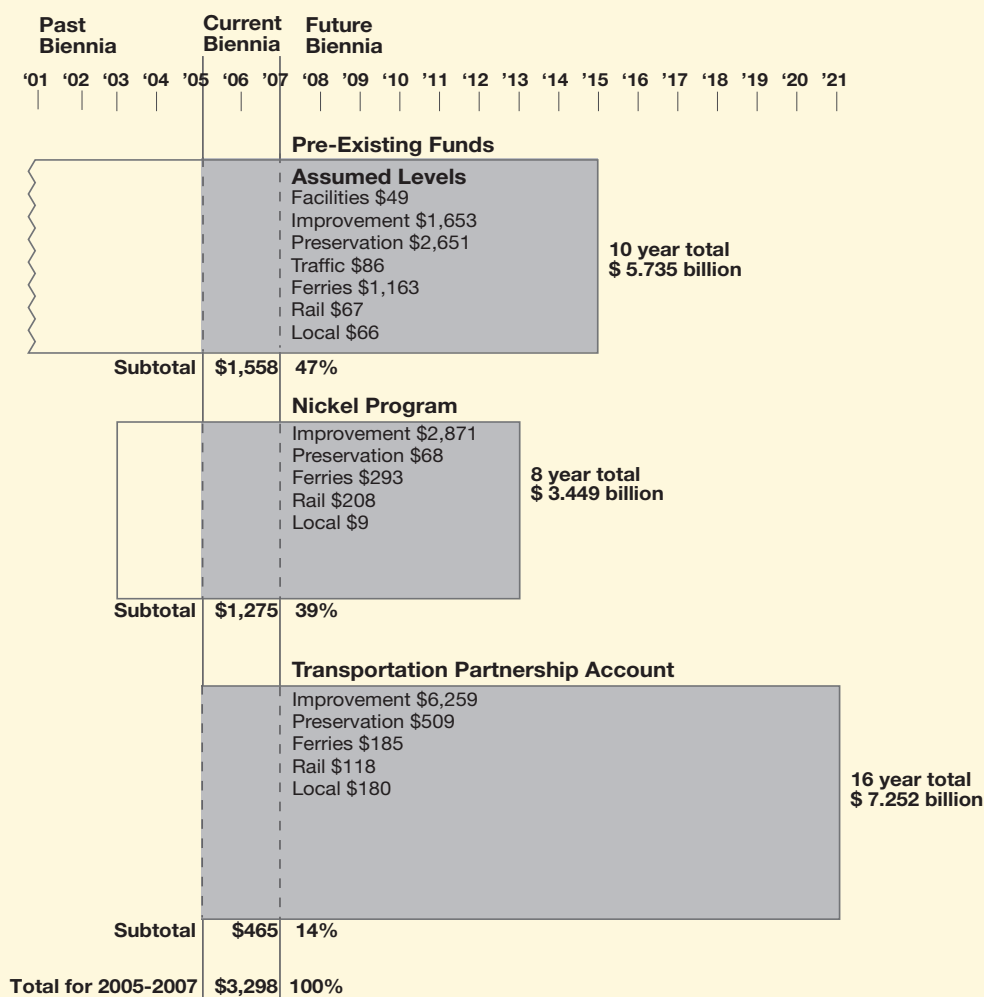 Past Current Future
Biennia Biennia Biennia
‘01 ‘02 ‘03 ‘04 ‘05 ‘06 ‘07 ‘08 ‘09 ‘10 ‘11 ‘12 ‘13 ‘14 ‘15 ‘16 ‘17 ‘18 ‘19 ‘20 ‘21
Pre-Existing Funds
Assumed Levels
Facilities $49
Improvement $1,653
Preservation $2,651
Traffic $86
Ferries $1,163
Rail $67
Local $66
10 year total
$ 5.735 billion
Subtotal $1,558 47%
Nickel Program
Improvement $2,871
Preservation $68
Ferries $293
Rail $208
Local $9
8 year total
$ 3.449 billion
Subtotal $1,275 39%
Transportation Partnership Account
Improvement $6,259
Preservation $509
Ferries $185
Rail $118
Local $180
16 year total
$ 7.252 billion
Subtotal $465 14%
Total for 2005-2007 $3,298 100%